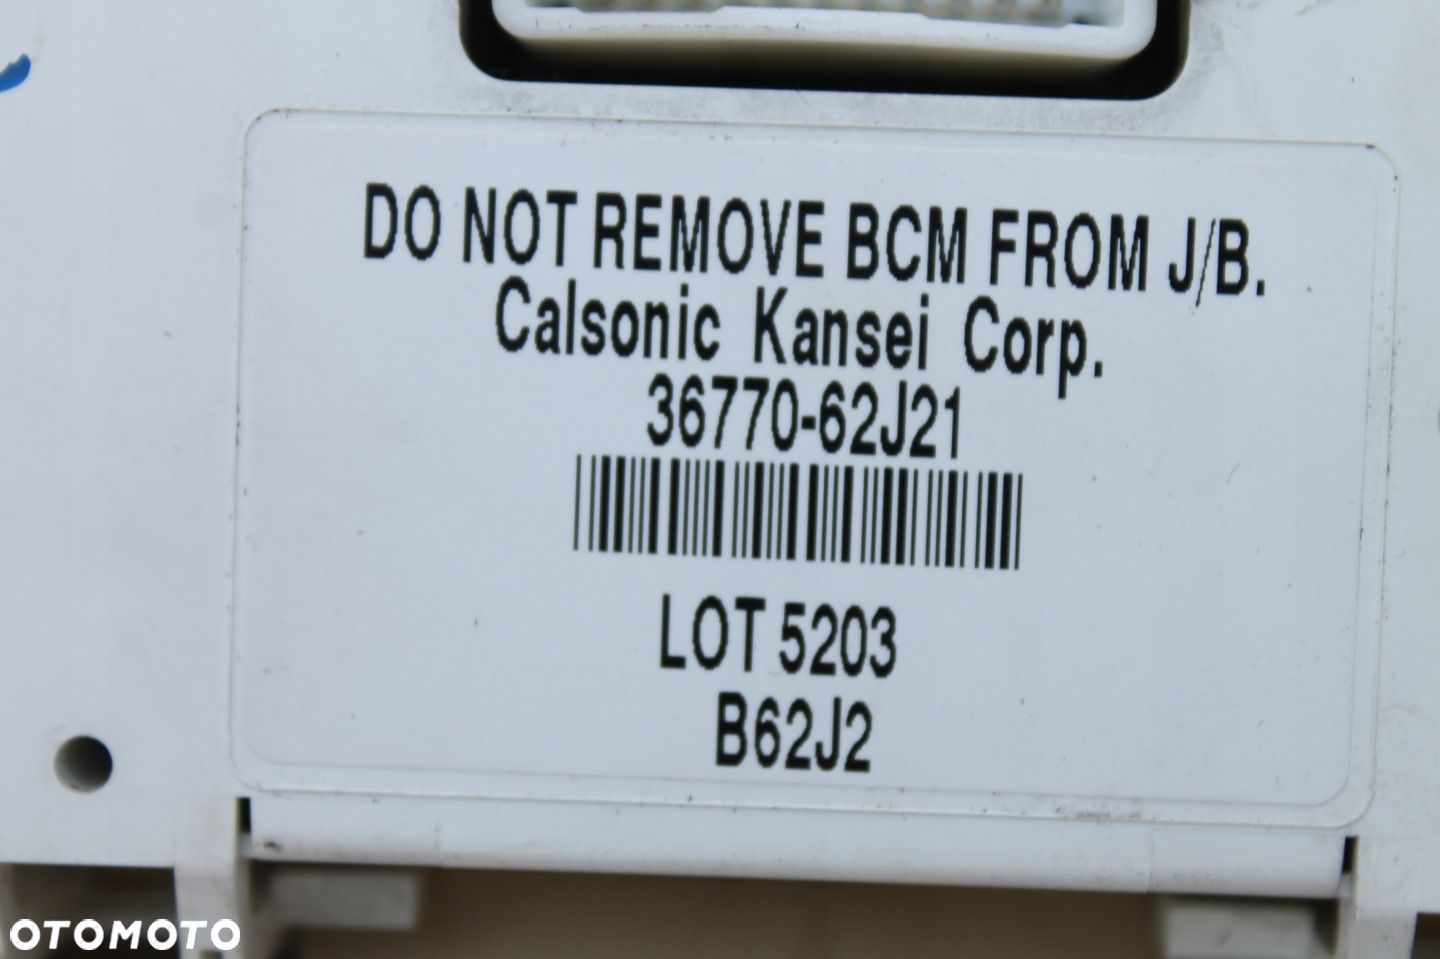 DO NOT REMOVE BCM FROM J/B.
Calsonic Kansei Corp.
36770-62J21
LOT 5203
B62J2
OTOMOTO